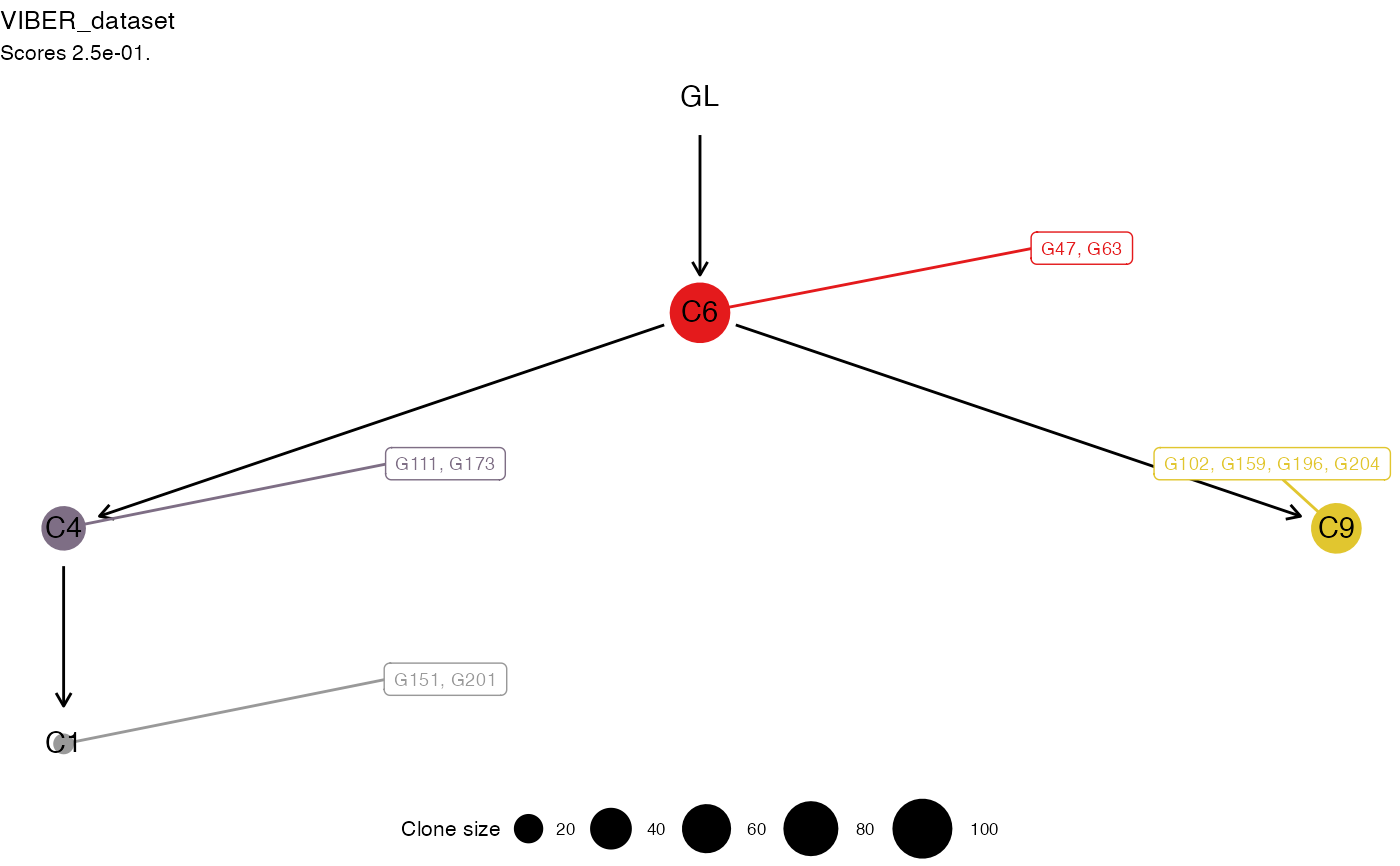 VIBER_dataset
Scores 2.5e-01.
GL
G47, G63
C6
G111, G173
G102, G159, G196, G204
C4
C9
G151, G201
C1
Clone size 20 40 60 80 100